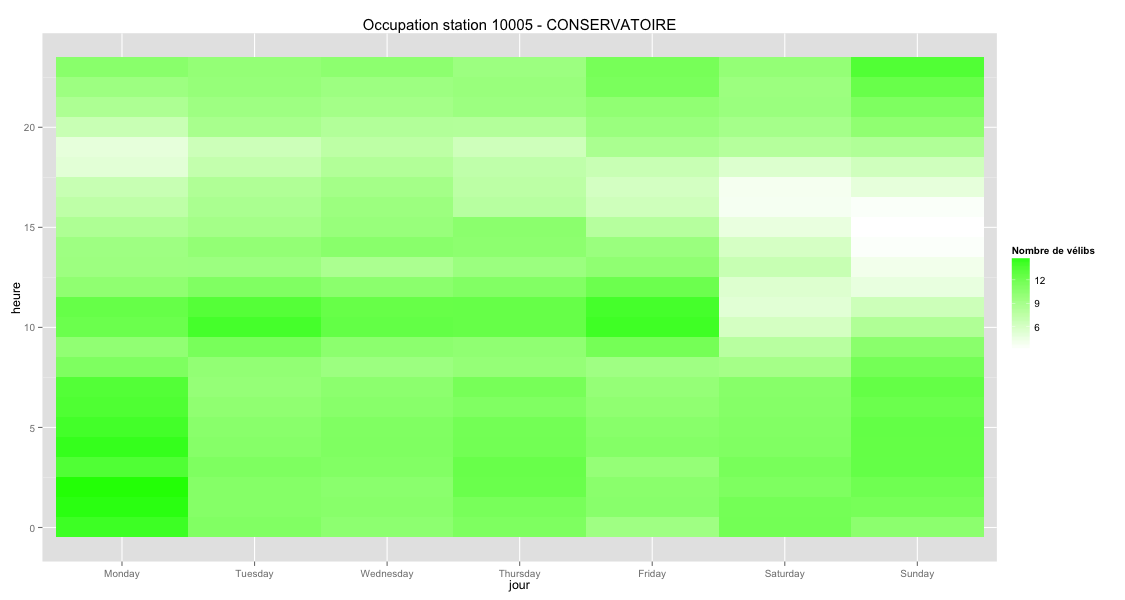 Occupation station 10005 - CONSERVATOIRE
heure
20
15
10
5
0
Monday Tuesday Wednesday Thursday Friday Saturday Sunday
jour
Nombre de vélibs
12
9
6